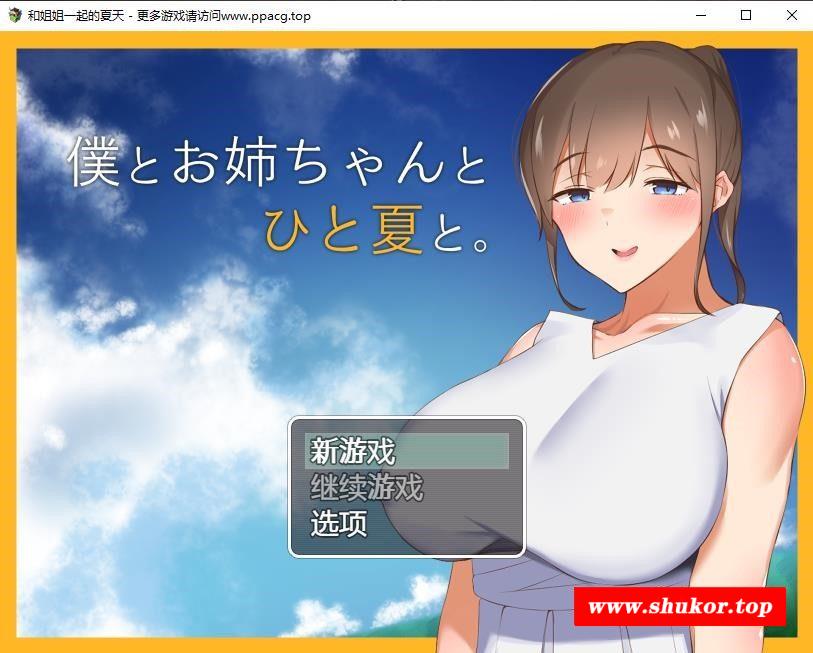 和姐姐一起的夏天 - 更多游戏请访问www.ppacg.top
僕とお姉ちゃんと
ひと夏と。
新游戏
继续游戏
选项
www.shukor.top